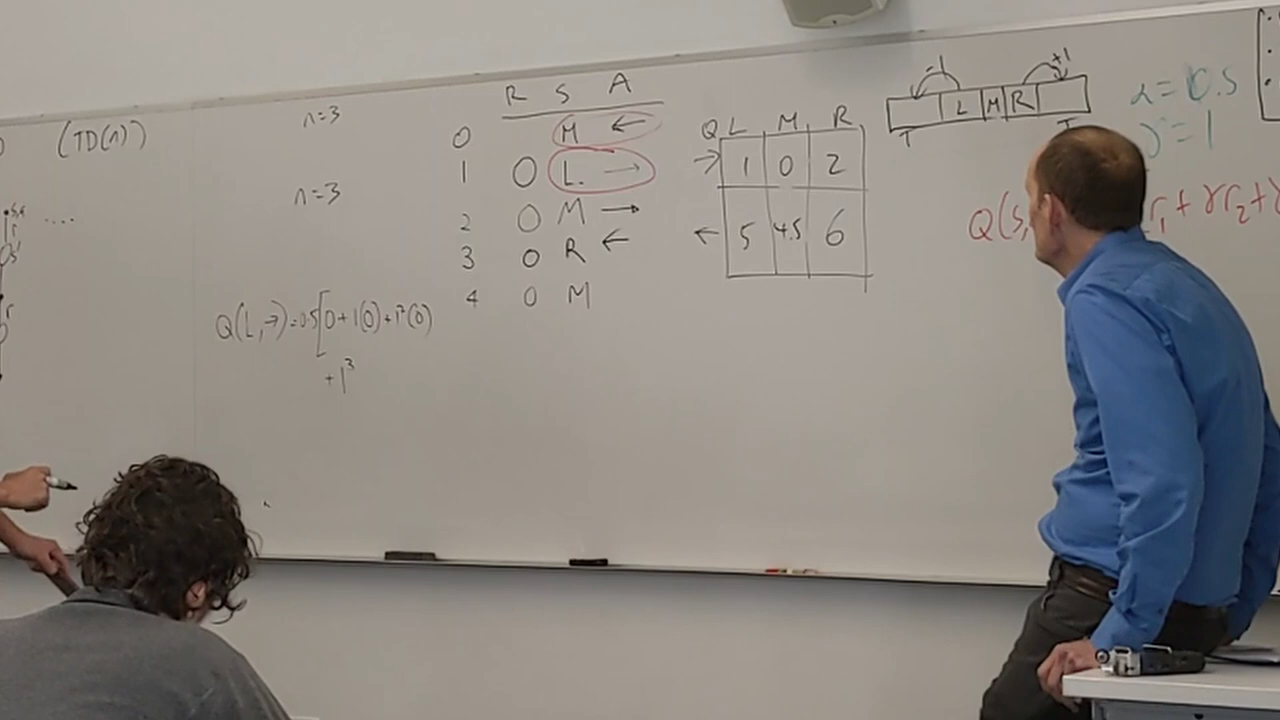 (TD(n))
....
n=3
n=3
Q(L,→)=0.5[0+1(0)+1²(0)
+1³
R S A
0 M ←
1 0 L. →
2 0 M →
3 0 R ←
4 0 M
Q L M R
→ 1 0 2
← 5 4.5 6
-1 +1
L M R
T T
α=0.5
γ=1
Q(s, r₁+γr₂+γ